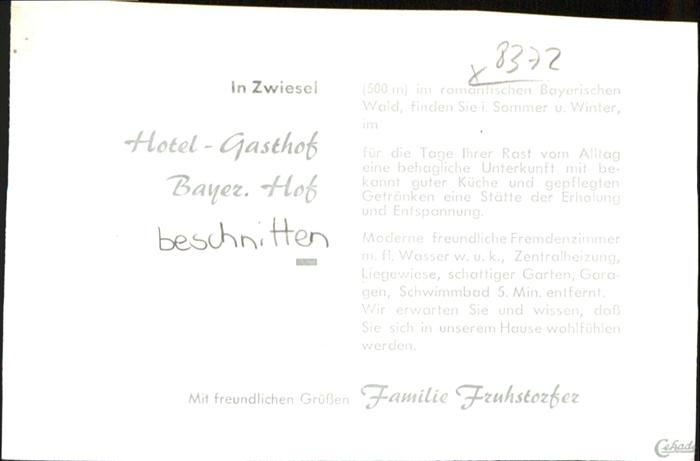 8372
In Zwiesel
(500 m) im romantischen Bayerischen
Wald, finden Sie i. Sommer u. Winter,
im
Hotel - Gasthof
Bayer. Hof
beschnitten
für die Tage Ihrer Rast vom Alltag
eine behagliche Unterkunft mit be-
kannt guter Küche und gepflegten
Getränken eine Stätte der Erholung
und Entspannung.
Moderne freundliche Fremdenzimmer
m. fl. Wasser w. u. k., Zentralheizung,
Liegewiese, schattiger Garten, Gara-
gen, Schwimmbad 5. Min. entfernt.
Wir erwarten Sie und wissen, daß
Sie sich in unserem Hause wohlfühlen
werden.
Mit freundlichen Grüßen Familie Fruhstorfer
Cehade